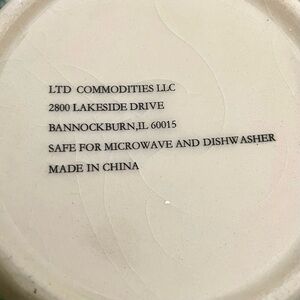 LTD COMMODITIES LLC
2800 LAKESIDE DRIVE
BANNOCKBURN,IL 60015
SAFE FOR MICROWAVE AND DISHWASHER
MADE IN CHINA